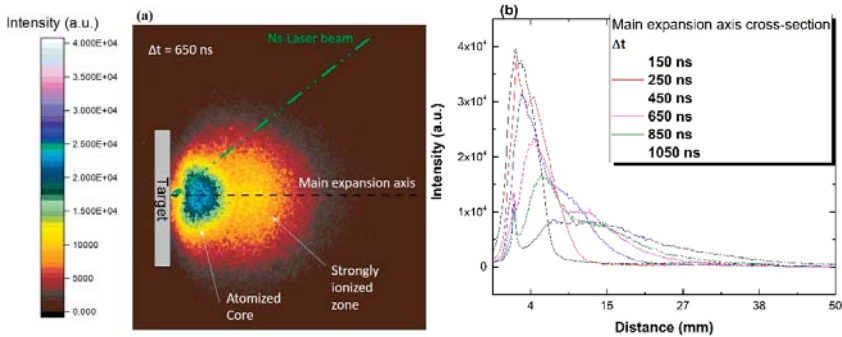 Intensity (a.u.)
4.000E+04
3.500E+04
3.000E+04
2.500E+04
2.000E+04
1.500E+04
10000
5000
0.000
(a)
Δt = 650 ns
Ns-Laser beam
Target
Main expansion axis
Atomized
Core
Strongly
ionized
zone
(b)
Main expansion axis cross-section
Δt
150 ns
250 ns
450 ns
650 ns
850 ns
1050 ns
Intensity (a.u.)
4x10⁴
3x10⁴
2x10⁴
1x10⁴
0
4
15
27
38
50
Distance (mm)